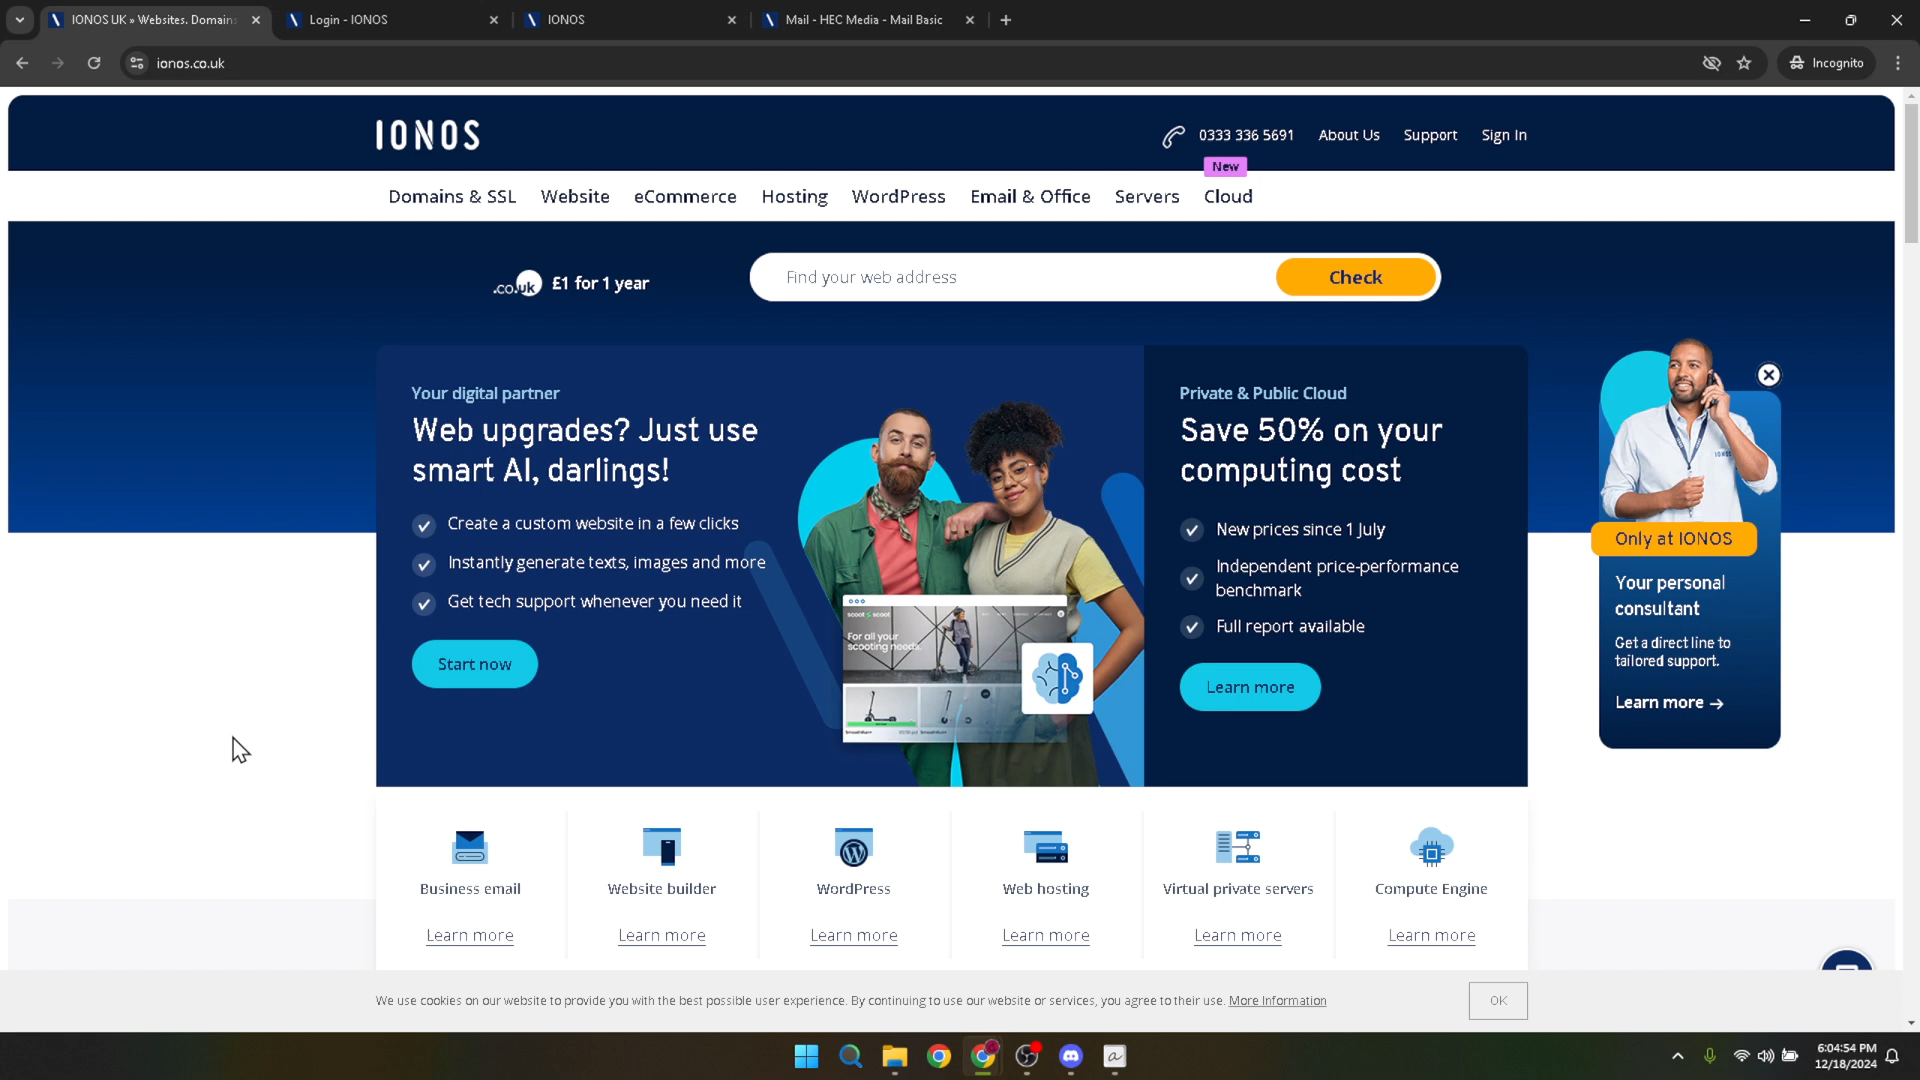 IONOS UK » Websites. Domains
Login - IONOS
IONOS
Mail - HEC Media - Mail Basic
ionos.co.uk
Incognito
IONOS
0333 336 5691
About Us
Support
Sign In
New
Domains & SSL
Website
eCommerce
Hosting
WordPress
Email & Office
Servers
Cloud
.co.uk
£1 for 1 year
Find your web address
Check
Your digital partner
Web upgrades? Just use
smart AI, darlings!
Create a custom website in a few clicks
Instantly generate texts, images and more
Get tech support whenever you need it
Start now
scoot scoot
For all your
scooting needs.
Private & Public Cloud
Save 50% on your
computing cost
New prices since 1 July
Independent price-performance
benchmark
Full report available
Learn more
IONOS
Only at IONOS
Your personal
consultant
Get a direct line to
tailored support.
Learn more →
Business email
Website builder
WordPress
Web hosting
Virtual private servers
Compute Engine
Learn more
Learn more
Learn more
Learn more
Learn more
Learn more
We use cookies on our website to provide you with the best possible user experience. By continuing to use our website or services, you agree to their use. More Information
OK
6:04:54 PM
12/18/2024